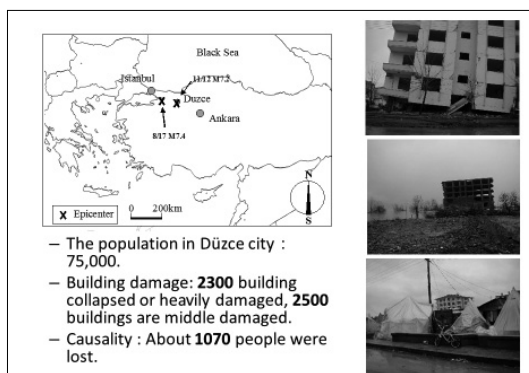 Black Sea
Istanbul
11/12 M7.2
Duzce
Ankara
8/17 M7.4
N
S
X Epicenter
0 200km
– The population in Düzce city :
75,000.
– Building damage: 2300 building
collapsed or heavily damaged, 2500
buildings are middle damaged.
– Causality : About 1070 people were
lost.